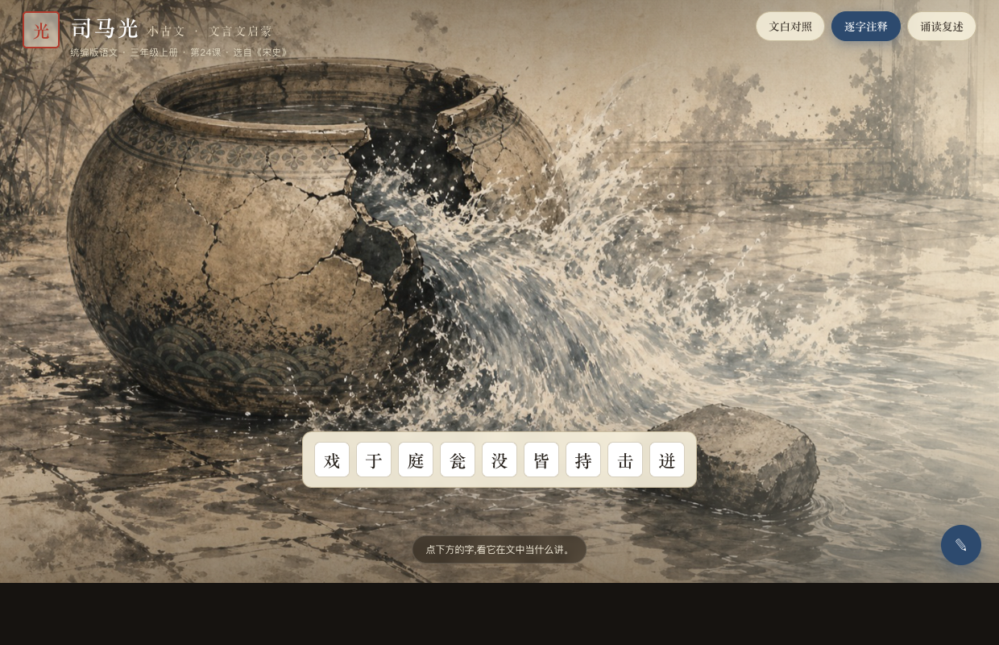 光
司马光 小古文 · 文言文启蒙
统编版语文 · 三年级上册 · 第24课 · 选自《宋史》
文白对照 逐字注释 诵读复述
戏 于 庭 瓮 没 皆 持 击 迸
点下方的字,看它在文中当什么讲。